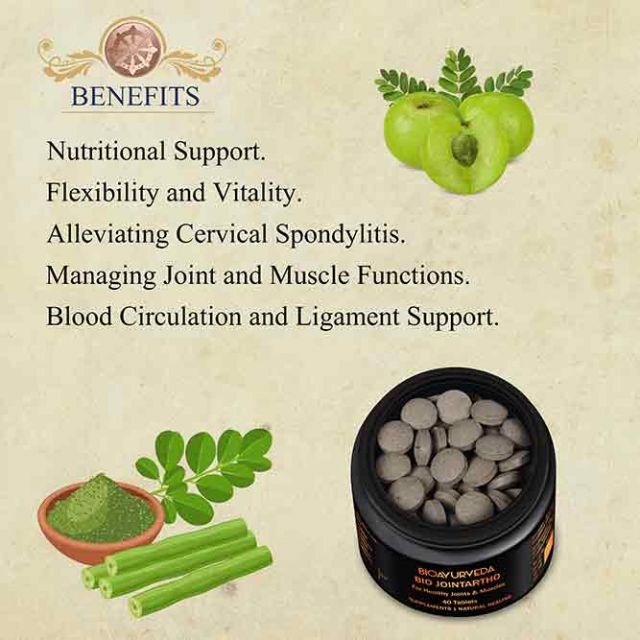 BENEFITS
Nutritional Support.
Flexibility and Vitality.
Alleviating Cervical Spondylitis.
Managing Joint and Muscle Functions.
Blood Circulation and Ligament Support.
BIOAYURVEDA
BIO JOINTARTHO
For Healthy Joints & Muscles
60 Tablets
SUPPLEMENTS | NATURAL HEALING